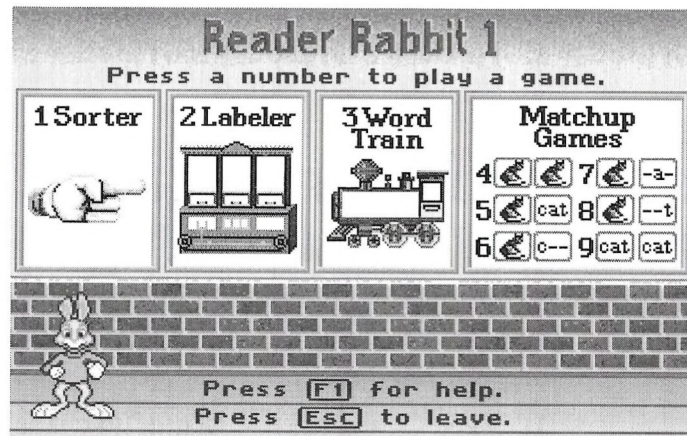 Reader Rabbit 1
Press a number to play a game.
1 Sorter
2 Labeler
3 Word
Train
Matchup
Games
4 7 -a-
5 cat 8 --t
6 c-- 9 cat cat
Press F1 for help.
Press Esc to leave.